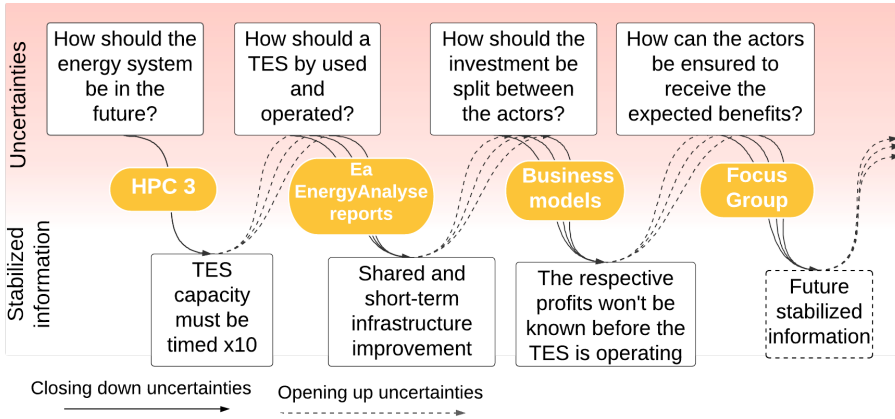 Uncertainties
How should the
energy system
be in the
future?
How should a
TES by used
and
operated?
How should the
investment be
split between
the actors?
How can the actors
be ensured to
receive the
expected benefits?
HPC 3
Ea
EnergyAnalyse
reports
Business
models
Focus
Group
Stabilized
information
TES
capacity
must be
timed x10
Shared and
short-term
infrastructure
improvement
The respective
profits won't be
known before the
TES is operating
Future
stabilized
information
Closing down uncertainties
Opening up uncertainties